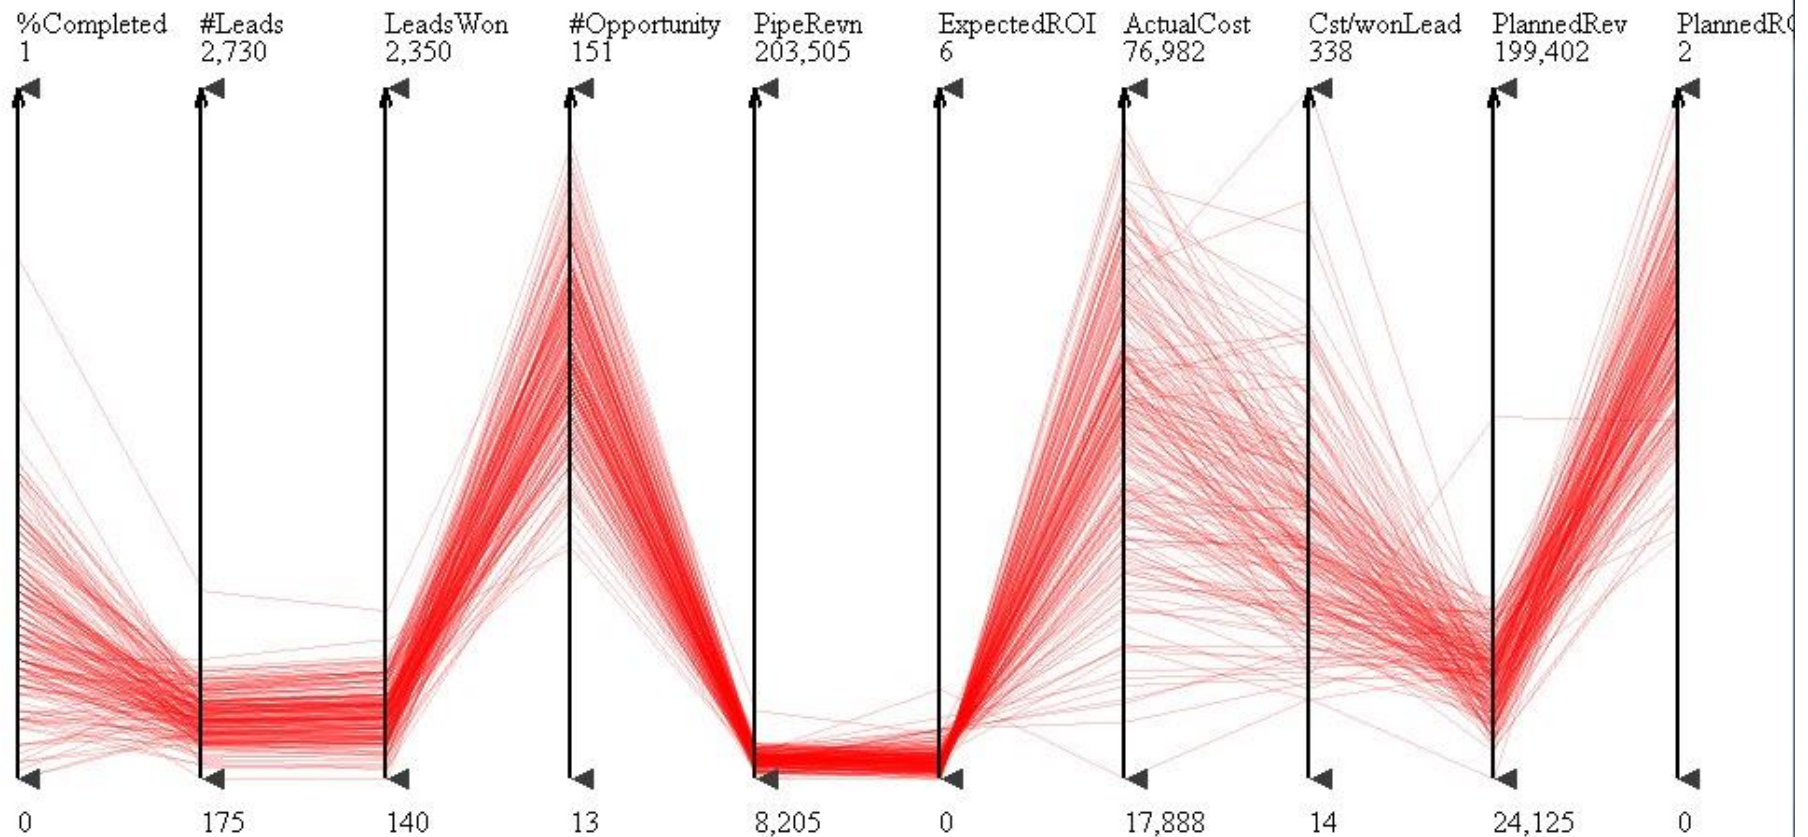 %Completed #Leads LeadsWon #Opportunity PipeRevn ExpectedROI ActualCost Cst/wonLead PlannedRev PlannedRO
1 2,730 2,350 151 203,505 6 76,982 338 199,402 2
0 175 140 13 8,205 0 17,888 14 24,125 0